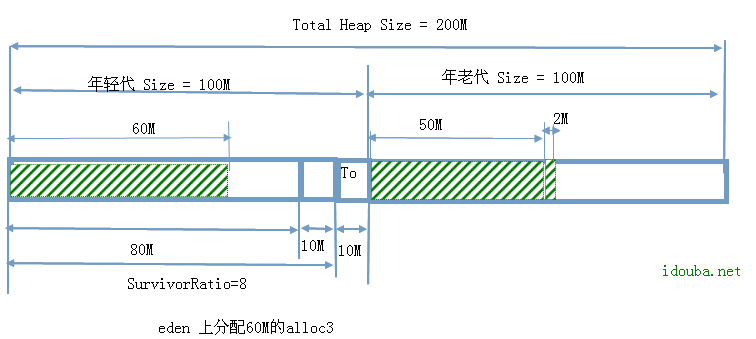 Total Heap Size = 200M
年轻代 Size = 100M
年老代 Size = 100M
60M
50M
2M
To
80M
10M
10M
SurvivorRatio=8
idouba.net
eden 上分配60M的alloc3